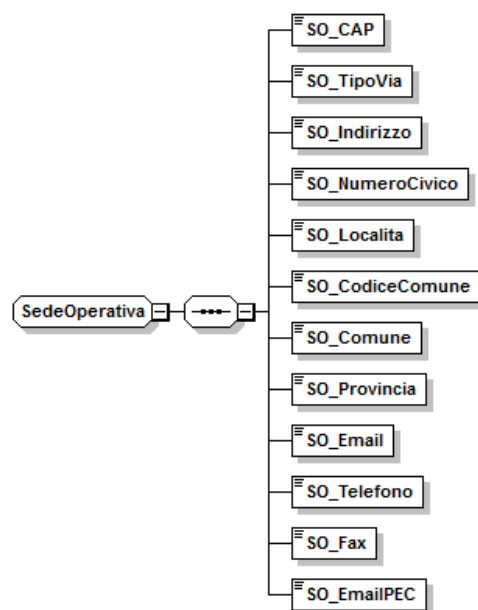 SO_CAP
SO_TipoVia
SO_Indirizzo
SO_NumeroCivico
SO_Localita
SedeOperativa
SO_CodiceComune
SO_Comune
SO_Provincia
SO_Email
SO_Telefono
SO_Fax
SO_EmailPEC